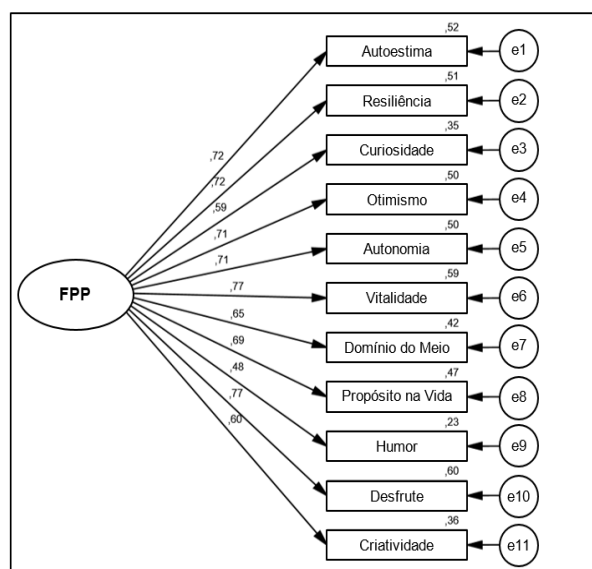 ,52
Autoestima e1
,51
Resiliência e2
,72
,35
Curiosidade e3
,72
,59
,50
Otimismo e4
,71
,50
Autonomia e5
,71
,59
FPP
,77
Vitalidade e6
,65
,42
Domínio do Meio e7
,69
,47
Propósito na Vida e8
,48
,23
,77
Humor e9
,60
,60
Desfrute e10
,36
Criatividade e11